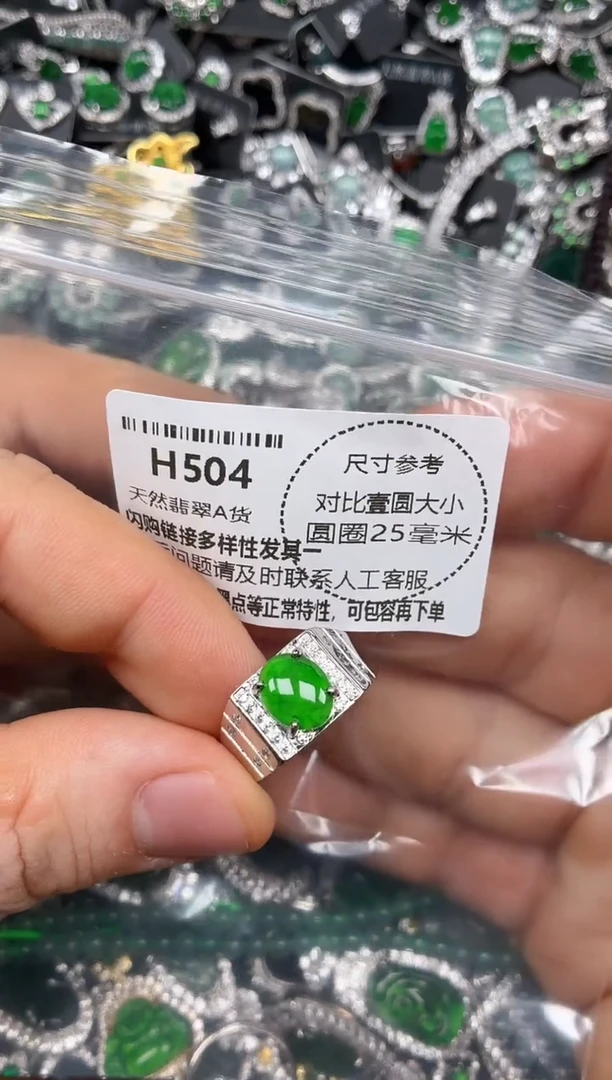 H504
天然翡翠A货
闪购链接多样性发其一
问题请及时联系人工客服
点等正常特性，可包容再下单
尺寸参考
对比壹圆大小
圆圈25毫米